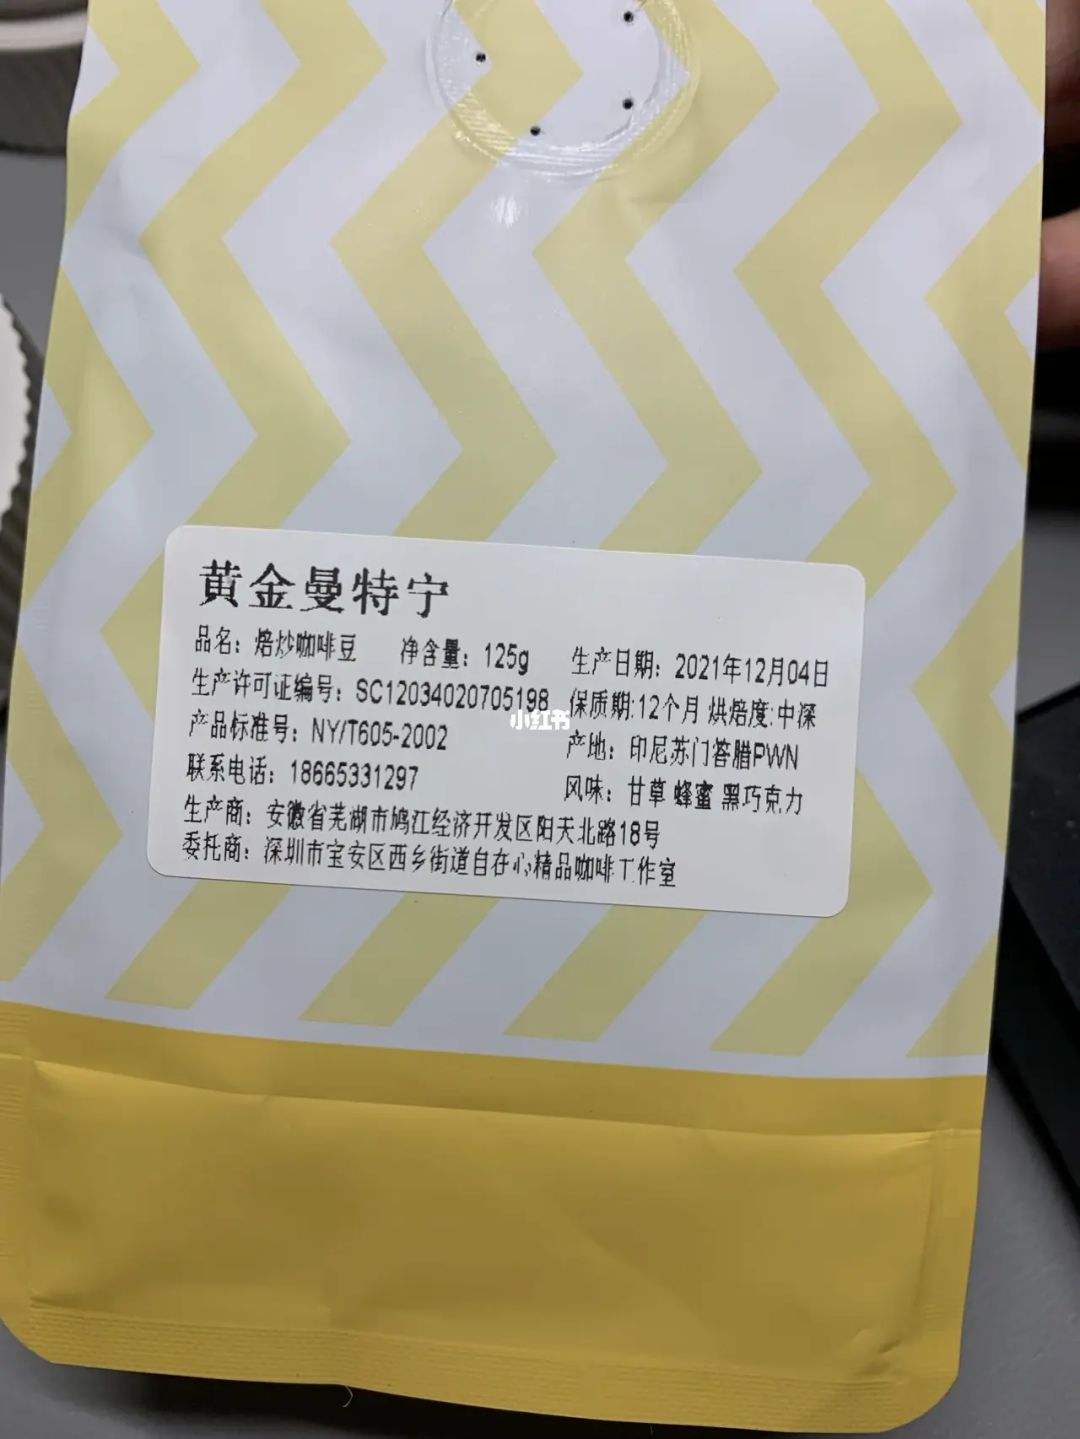 黄金曼特宁
品名：焙炒咖啡豆 净含量：125g 生产日期：2021年12月04日
生产许可证编号：SC12034020705198 保质期:12个月 烘焙度:中深
产品标准号：NY/T605-2002 产地：印尼苏门答腊PWN
联系电话：18665331297 风味：甘草 蜂蜜 黑巧克力
生产商：安徽省芜湖市鸠江经济开发区阳天北路18号
委托商：深圳市宝安区西乡街道自在心精品咖啡工作室
小红书